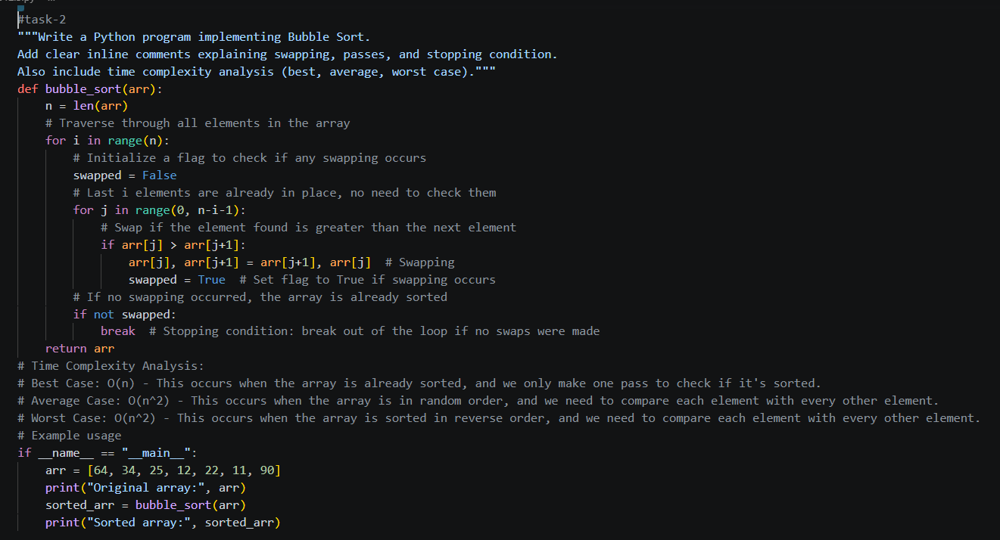 #task-2
"""Write a Python program implementing Bubble Sort.
Add clear inline comments explaining swapping, passes, and stopping condition.
Also include time complexity analysis (best, average, worst case)."""
def bubble_sort(arr):
    n = len(arr)
    # Traverse through all elements in the array
    for i in range(n):
        # Initialize a flag to check if any swapping occurs
        swapped = False
        # Last i elements are already in place, no need to check them
        for j in range(0, n-i-1):
            # Swap if the element found is greater than the next element
            if arr[j] > arr[j+1]:
                arr[j], arr[j+1] = arr[j+1], arr[j]  # Swapping
                swapped = True  # Set flag to True if swapping occurs
        # If no swapping occurred, the array is already sorted
        if not swapped:
            break  # Stopping condition: break out of the loop if no swaps were made
    return arr
# Time Complexity Analysis:
# Best Case: O(n) - This occurs when the array is already sorted, and we only make one pass to check if it's sorted.
# Average Case: O(n^2) - This occurs when the array is in random order, and we need to compare each element with every other element.
# Worst Case: O(n^2) - This occurs when the array is sorted in reverse order, and we need to compare each element with every other element.
# Example usage
if __name__ == "__main__":
    arr = [64, 34, 25, 12, 22, 11, 90]
    print("Original array:", arr)
    sorted_arr = bubble_sort(arr)
    print("Sorted array:", sorted_arr)